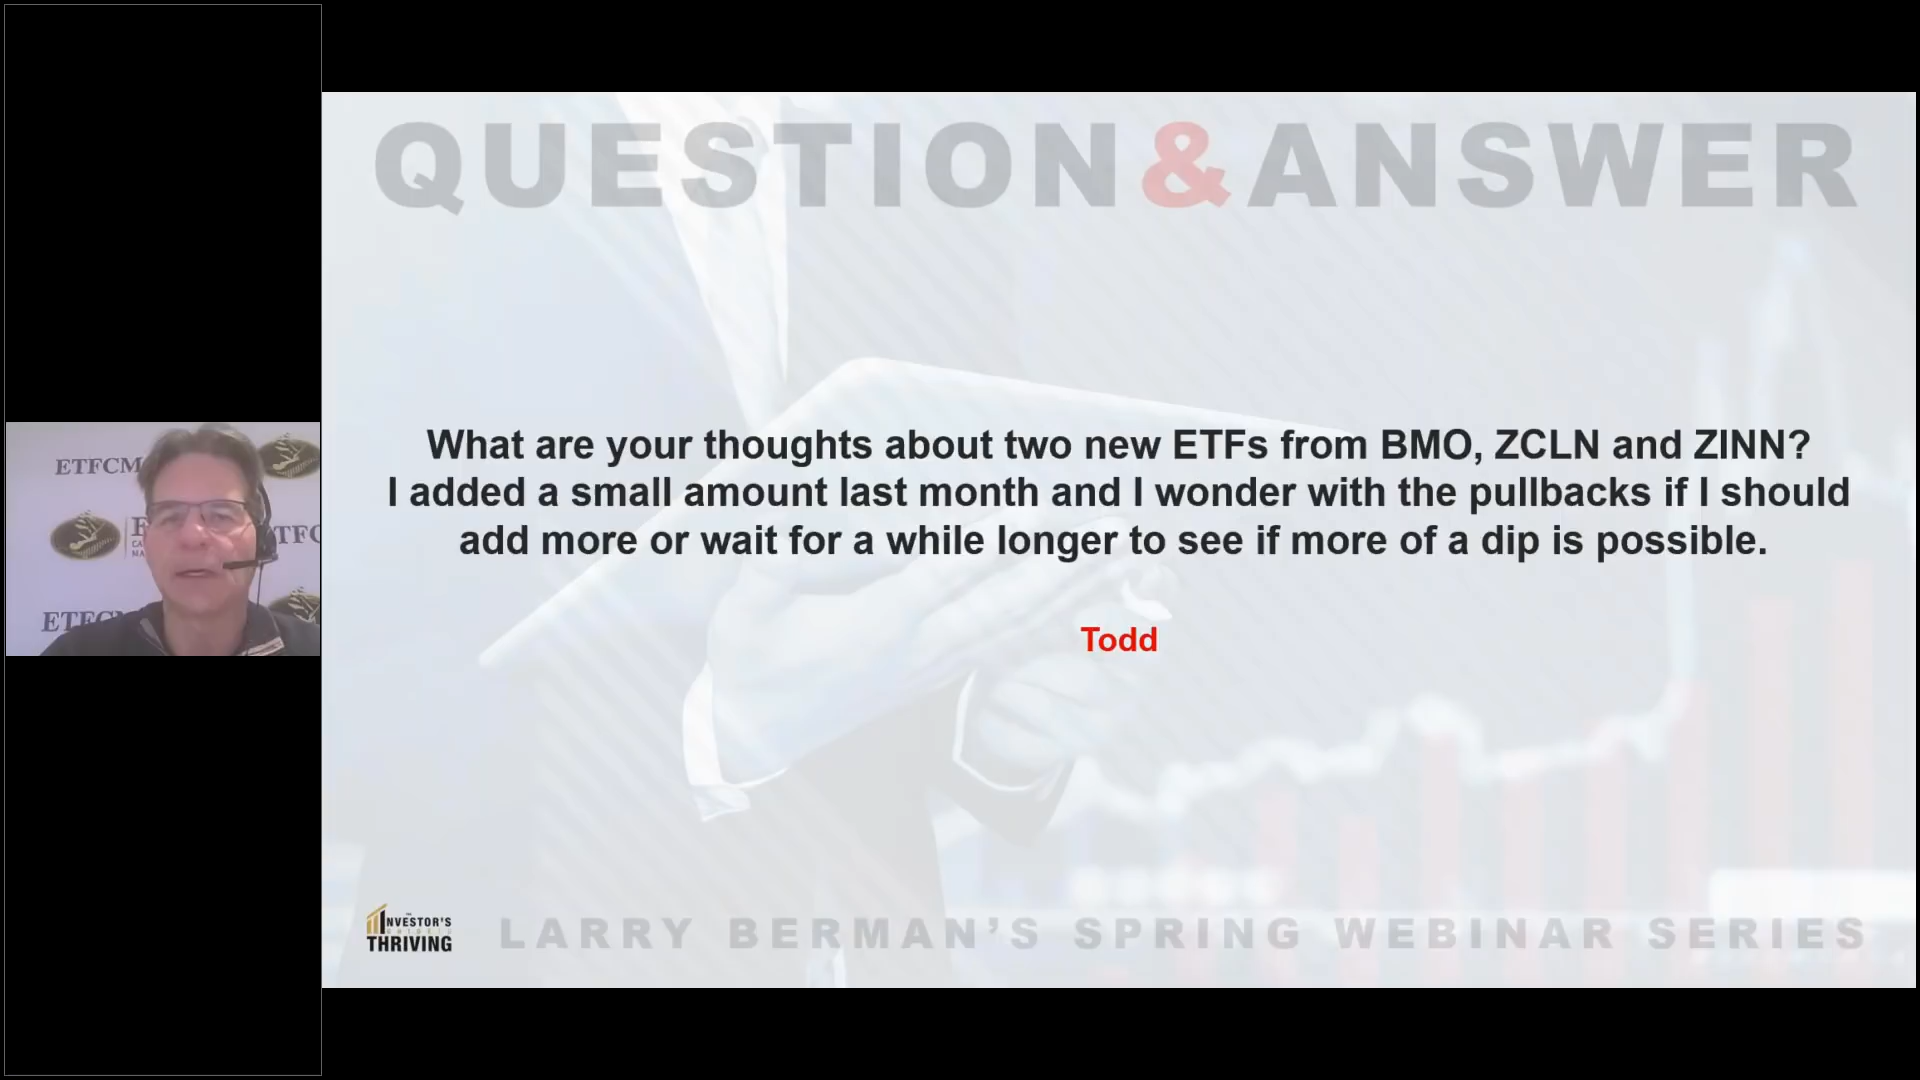 QUESTION&ANSWER
What are your thoughts about two new ETFs from BMO, ZCLN and ZINN?
I added a small amount last month and I wonder with the pullbacks if I should
add more or wait for a while longer to see if more of a dip is possible.
Todd
ETFCM
ETFC
INVESTOR'S
THRIVING
LARRY BERMAN'S SPRING WEBINAR SERIES